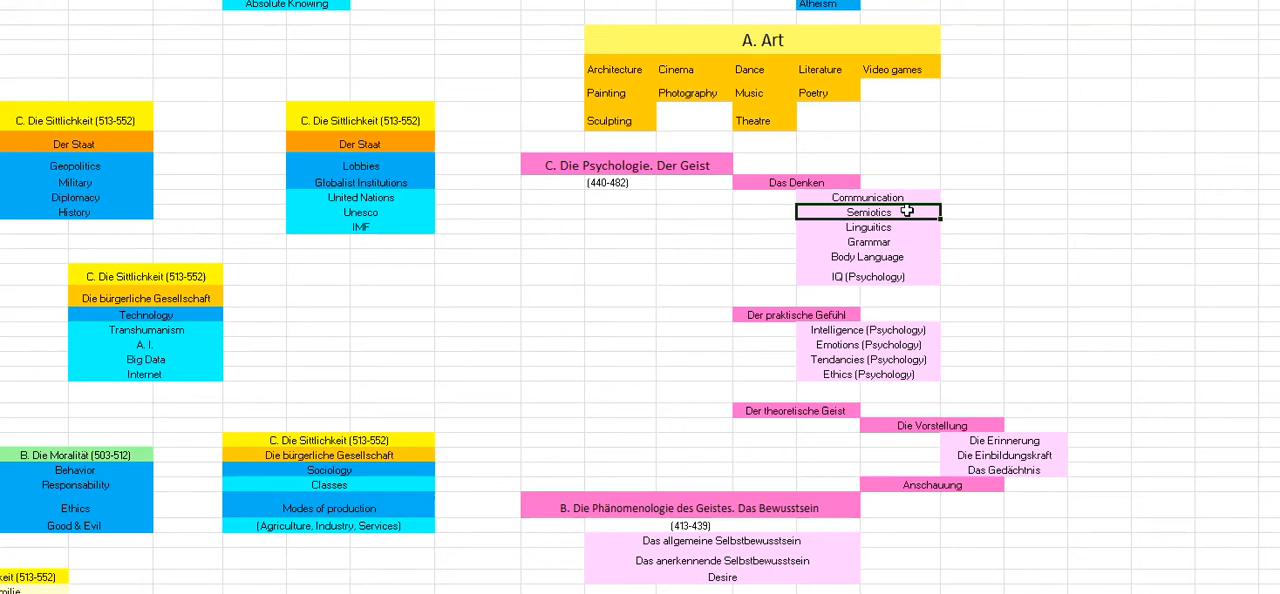 Absolute Knowing
Atheism
A. Art
Architecture Cinema Dance Literature Video games
Painting Photography Music Poetry
Sculpting Theatre
C. Die Sittlichkeit (513-552)
Der Staat
Geopolitics
Military
Diplomacy
History
C. Die Sittlichkeit (513-552)
Der Staat
Lobbies
Globalist Institutions
United Nations
Unesco
IMF
C. Die Psychologie. Der Geist
(440-482)
Das Denken
Communication
Semiotics
Linguitics
Grammar
Body Language
IQ (Psychology)
C. Die Sittlichkeit (513-552)
Die bürgerliche Gesellschaft
Technology
Transhumanism
A. I.
Big Data
Internet
Der praktische Gefühl
Intelligence (Psychology)
Emotions (Psychology)
Tendancies (Psychology)
Ethics (Psychology)
Der theoretische Geist
Die Vorstellung
Die Erinnerung
Die Einbildungskraft
Das Gedächtnis
Anschauung
B. Die Moralität (503-512)
Behavior
Responsability
Ethics
Good & Evil
C. Die Sittlichkeit (513-552)
Die bürgerliche Gesellschaft
Sociology
Classes
Modes of production
(Agriculture, Industry, Services)
B. Die Phänomenologie des Geistes. Das Bewusstsein
(413-439)
Das allgemeine Selbstbewusstsein
Das anerkennende Selbstbewusstsein
Desire
keit (513-552)